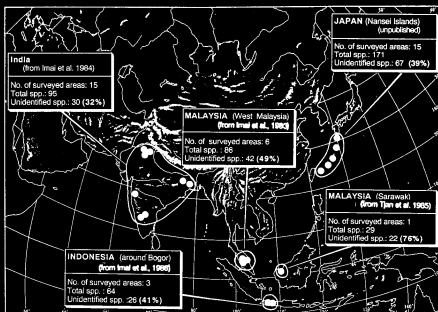 JAPAN (Nansei Islands)
(unpublished)
No. of surveyed areas: 15
Total spp.: 171
Unidentified spp.: 67 (39%)
India
(from Imai et al. 1984)
No. of surveyed areas: 15
Total spp.: 95
Unidentified spp.: 30 (32%)
MALAYSIA (West Malaysia)
(from Imai et al., 1983)
No. of surveyed areas: 6
Total spp.: 86
Unidentified spp.: 42 (49%)
MALAYSIA (Sarawak)
(from Tjan et al. 1985)
No. of surveyed areas: 1
Total spp.: 29
Unidentified spp.: 22 (76%)
INDONESIA (around Bogor)
(from Imai et al., 1986)
No. of surveyed areas: 3
Total spp.: 64
Unidentified spp.: 26 (41%)